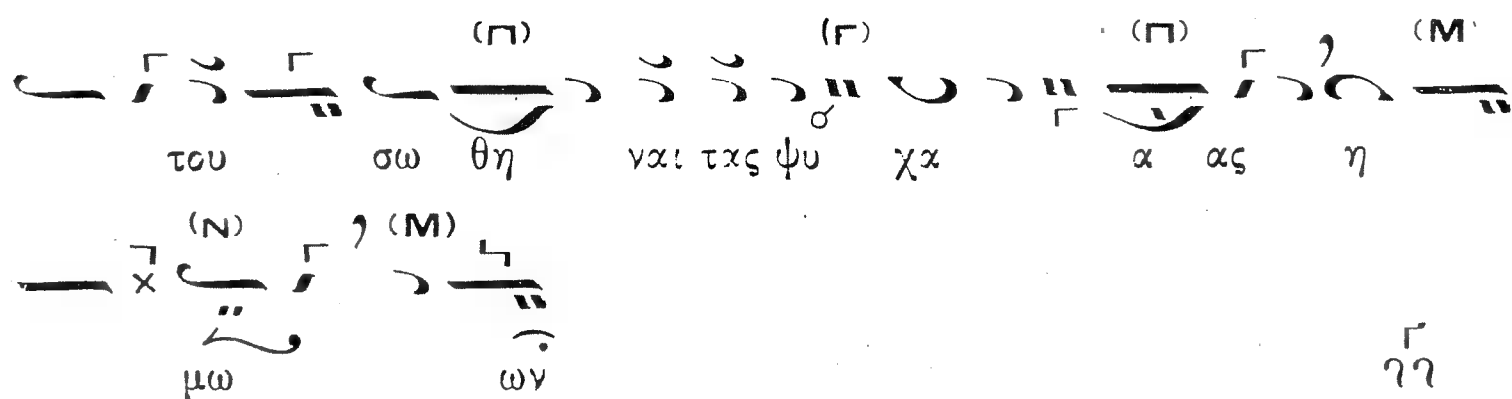 (Π) (Γ) (Π) (Μ
του σω θη ναι τας ψυ χα α ας η
(Ν) (Μ)
μω ων